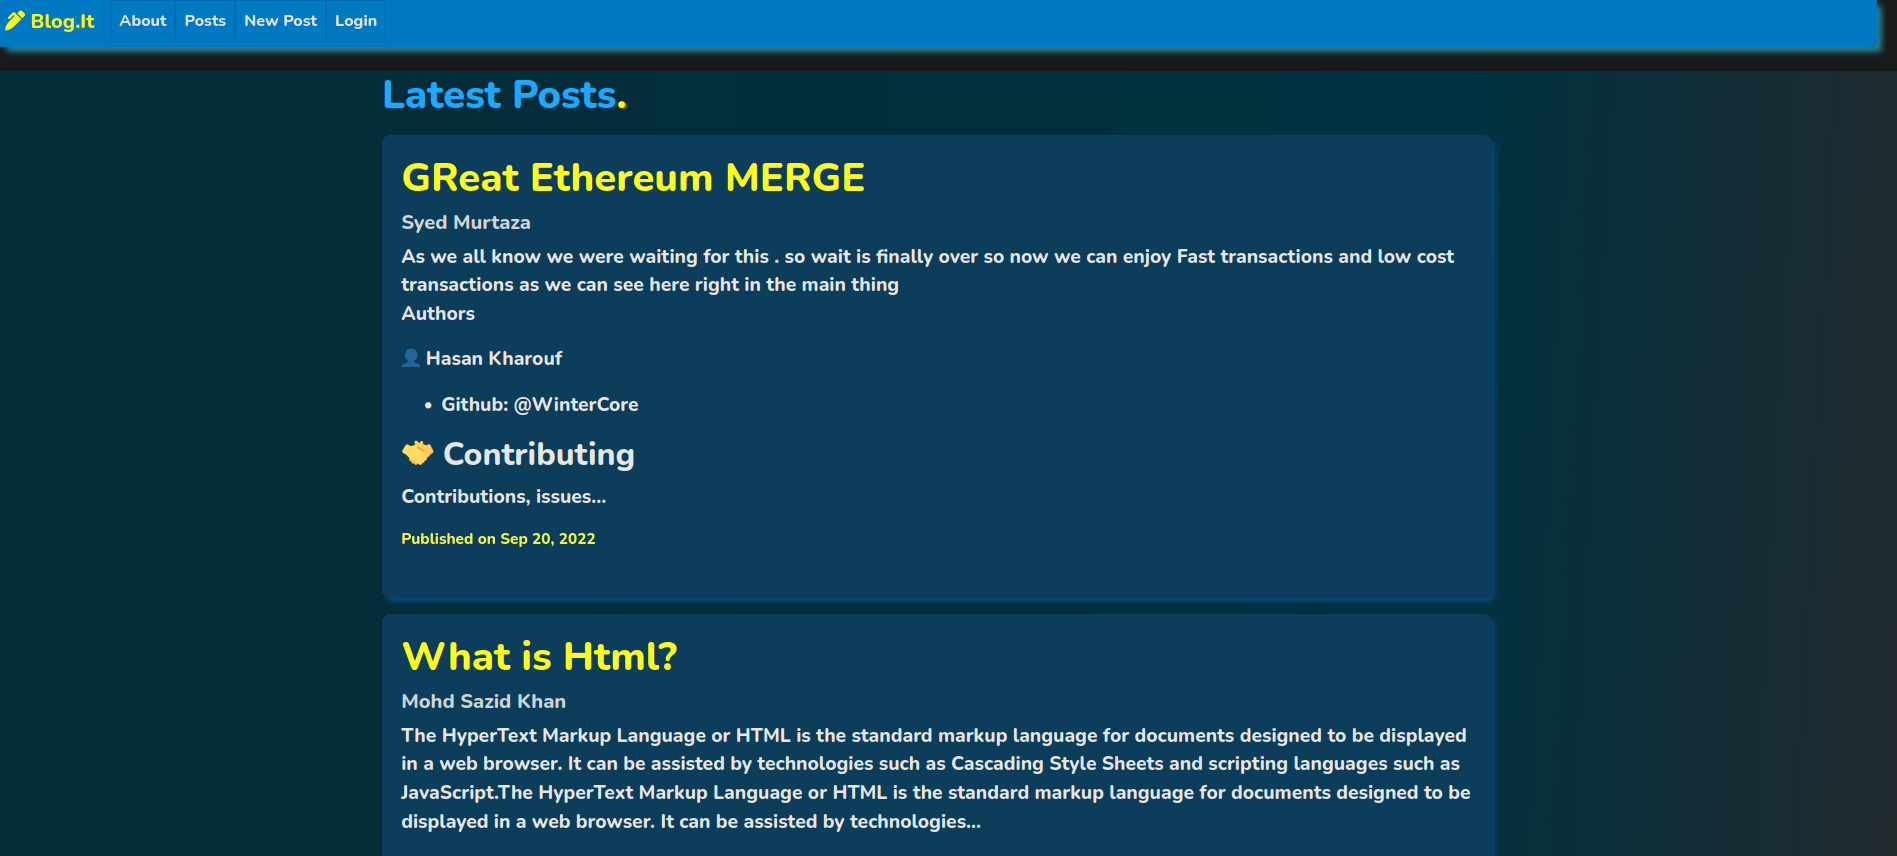 Blog.It About Posts New Post Login
Latest Posts.
GReat Ethereum MERGE
Syed Murtaza
As we all know we were waiting for this . so wait is finally over so now we can enjoy Fast transactions and low cost
transactions as we can see here right in the main thing
Authors
👤 Hasan Kharouf
• Github: @WinterCore
🤝 Contributing
Contributions, issues...
Published on Sep 20, 2022
What is Html?
Mohd Sazid Khan
The HyperText Markup Language or HTML is the standard markup language for documents designed to be displayed
in a web browser. It can be assisted by technologies such as Cascading Style Sheets and scripting languages such as
JavaScript.The HyperText Markup Language or HTML is the standard markup language for documents designed to be
displayed in a web browser. It can be assisted by technologies...